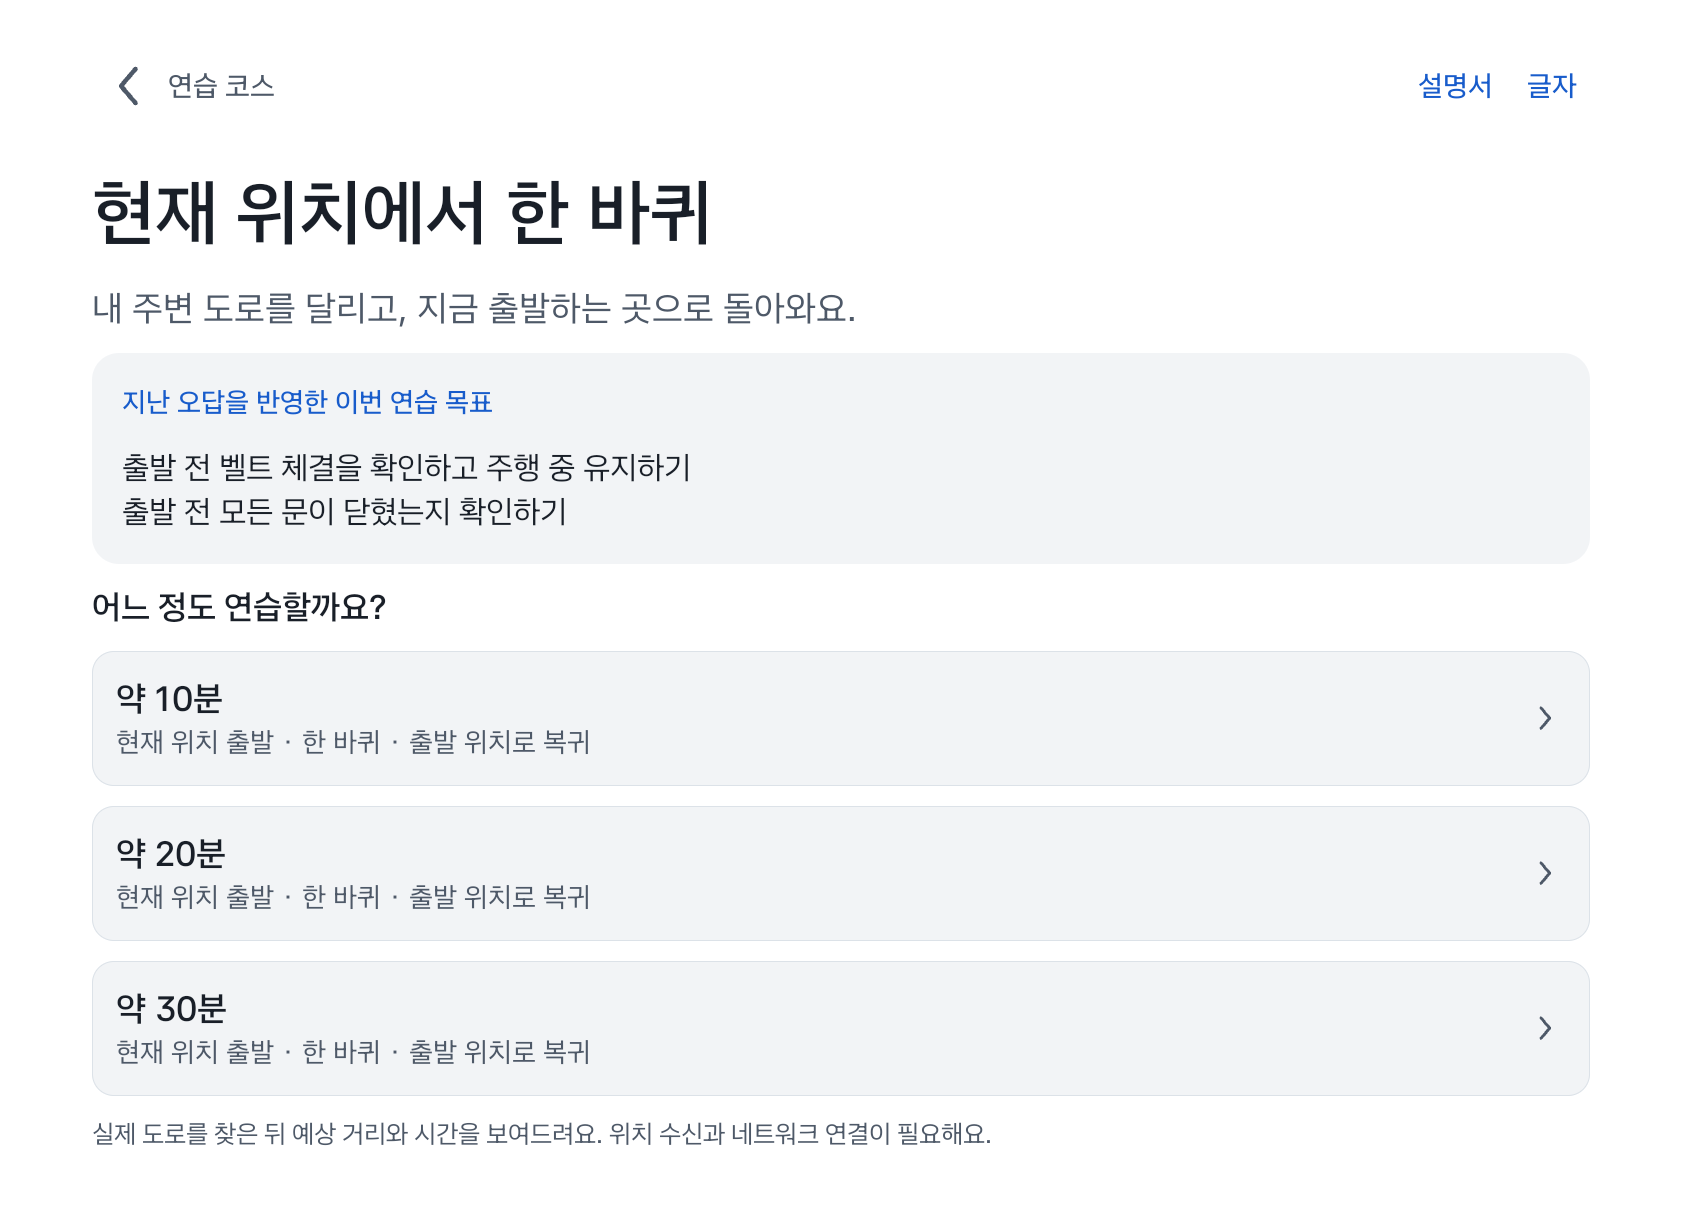 연습 코스
설명서 글자
현재 위치에서 한 바퀴
내 주변 도로를 달리고, 지금 출발하는 곳으로 돌아와요.
지난 오답을 반영한 이번 연습 목표
출발 전 벨트 체결을 확인하고 주행 중 유지하기
출발 전 모든 문이 닫혔는지 확인하기
어느 정도 연습할까요?
약 10분
현재 위치 출발 · 한 바퀴 · 출발 위치로 복귀
약 20분
현재 위치 출발 · 한 바퀴 · 출발 위치로 복귀
약 30분
현재 위치 출발 · 한 바퀴 · 출발 위치로 복귀
실제 도로를 찾은 뒤 예상 거리와 시간을 보여드려요. 위치 수신과 네트워크 연결이 필요해요.